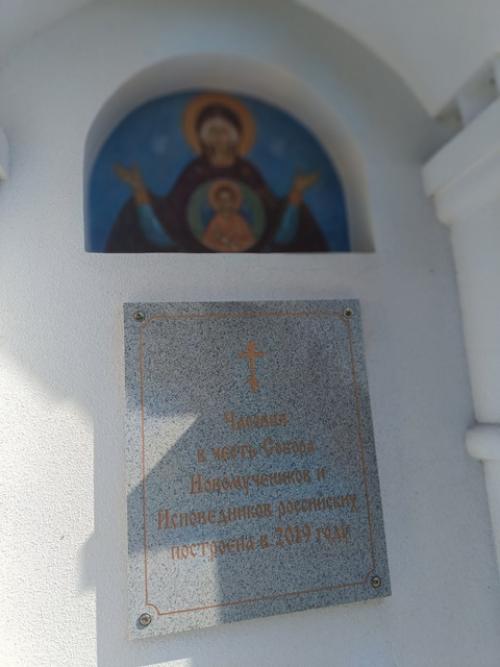 Часовня
в честь Собора
Новомучеников и
Исповедников российских
построена в 2019 году